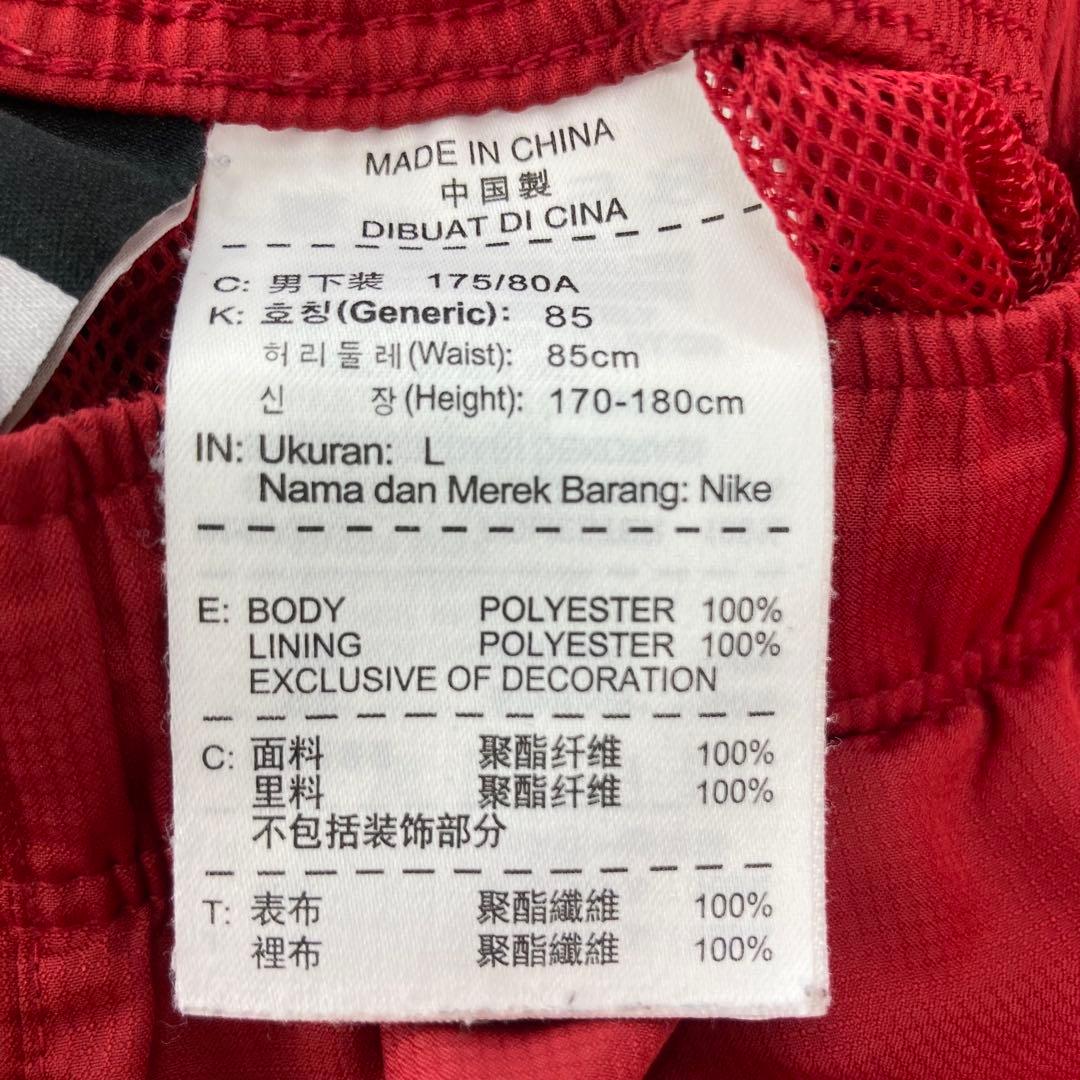 MADE IN CHINA
中国製
DIBUAT DI CINA
C: 男下装 175/80A
K: 호칭(Generic): 85
허리둘레(Waist): 85cm
신 장(Height): 170-180cm
IN: Ukuran: L
Nama dan Merek Barang: Nike
E: BODY POLYESTER 100%
LINING POLYESTER 100%
EXCLUSIVE OF DECORATION
C: 面料 聚酯纤维 100%
里料 聚酯纤维 100%
不包括装饰部分
T: 表布 聚酯纖維 100%
裡布 聚酯纖維 100%